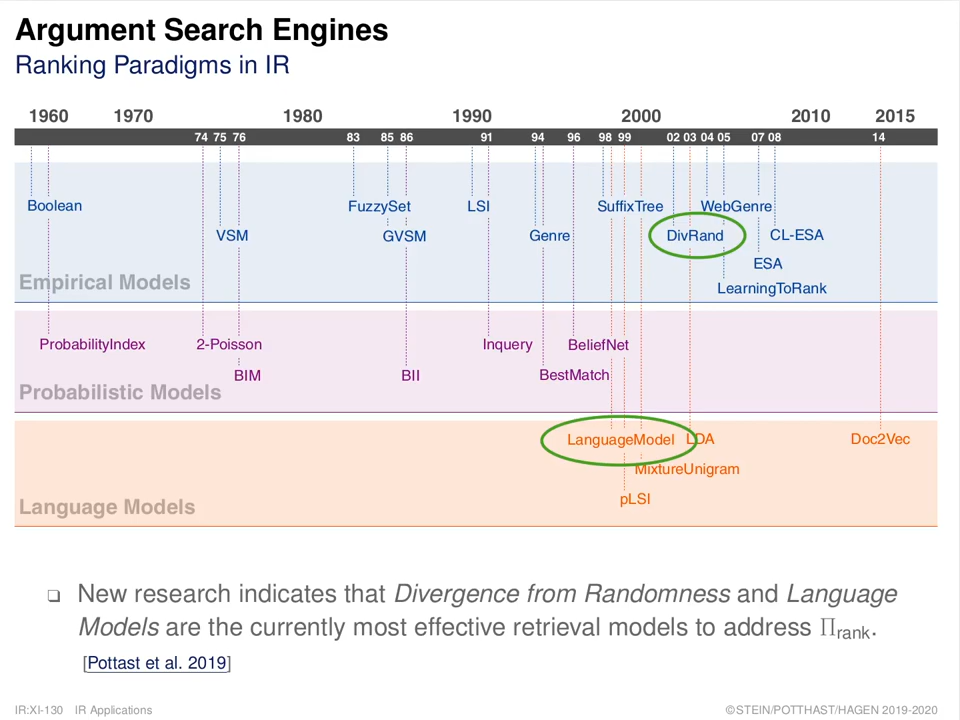 Argument Search Engines
Ranking Paradigms in IR
1960 1970 1980 1990 2000 2010 2015
74 75 76 83 85 86 91 94 96 98 99 02 03 04 05 07 08 14
Boolean FuzzySet LSI SuffixTree WebGenre
VSM GVSM Genre DivRand CL-ESA
ESA
Empirical Models
LearningToRank
ProbabilityIndex 2-Poisson Inquery BeliefNet
BIM BII BestMatch
Probabilistic Models
LanguageModel LDA Doc2Vec
MixtureUnigram
pLSI
Language Models
❑ New research indicates that Divergence from Randomness and Language
Models are the currently most effective retrieval models to address Πrank.
[Pottast et al. 2019]
IR:XI-130 IR Applications ©STEIN/POTTHAST/HAGEN 2019-2020